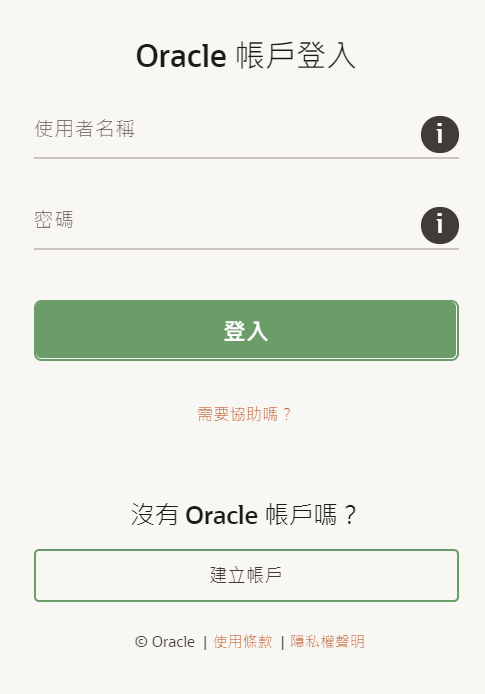 Oracle 帳戶登入
使用者名稱
i
密碼
i
登入
需要協助嗎？
沒有 Oracle 帳戶嗎？
建立帳戶
© Oracle | 使用條款 | 隱私權聲明